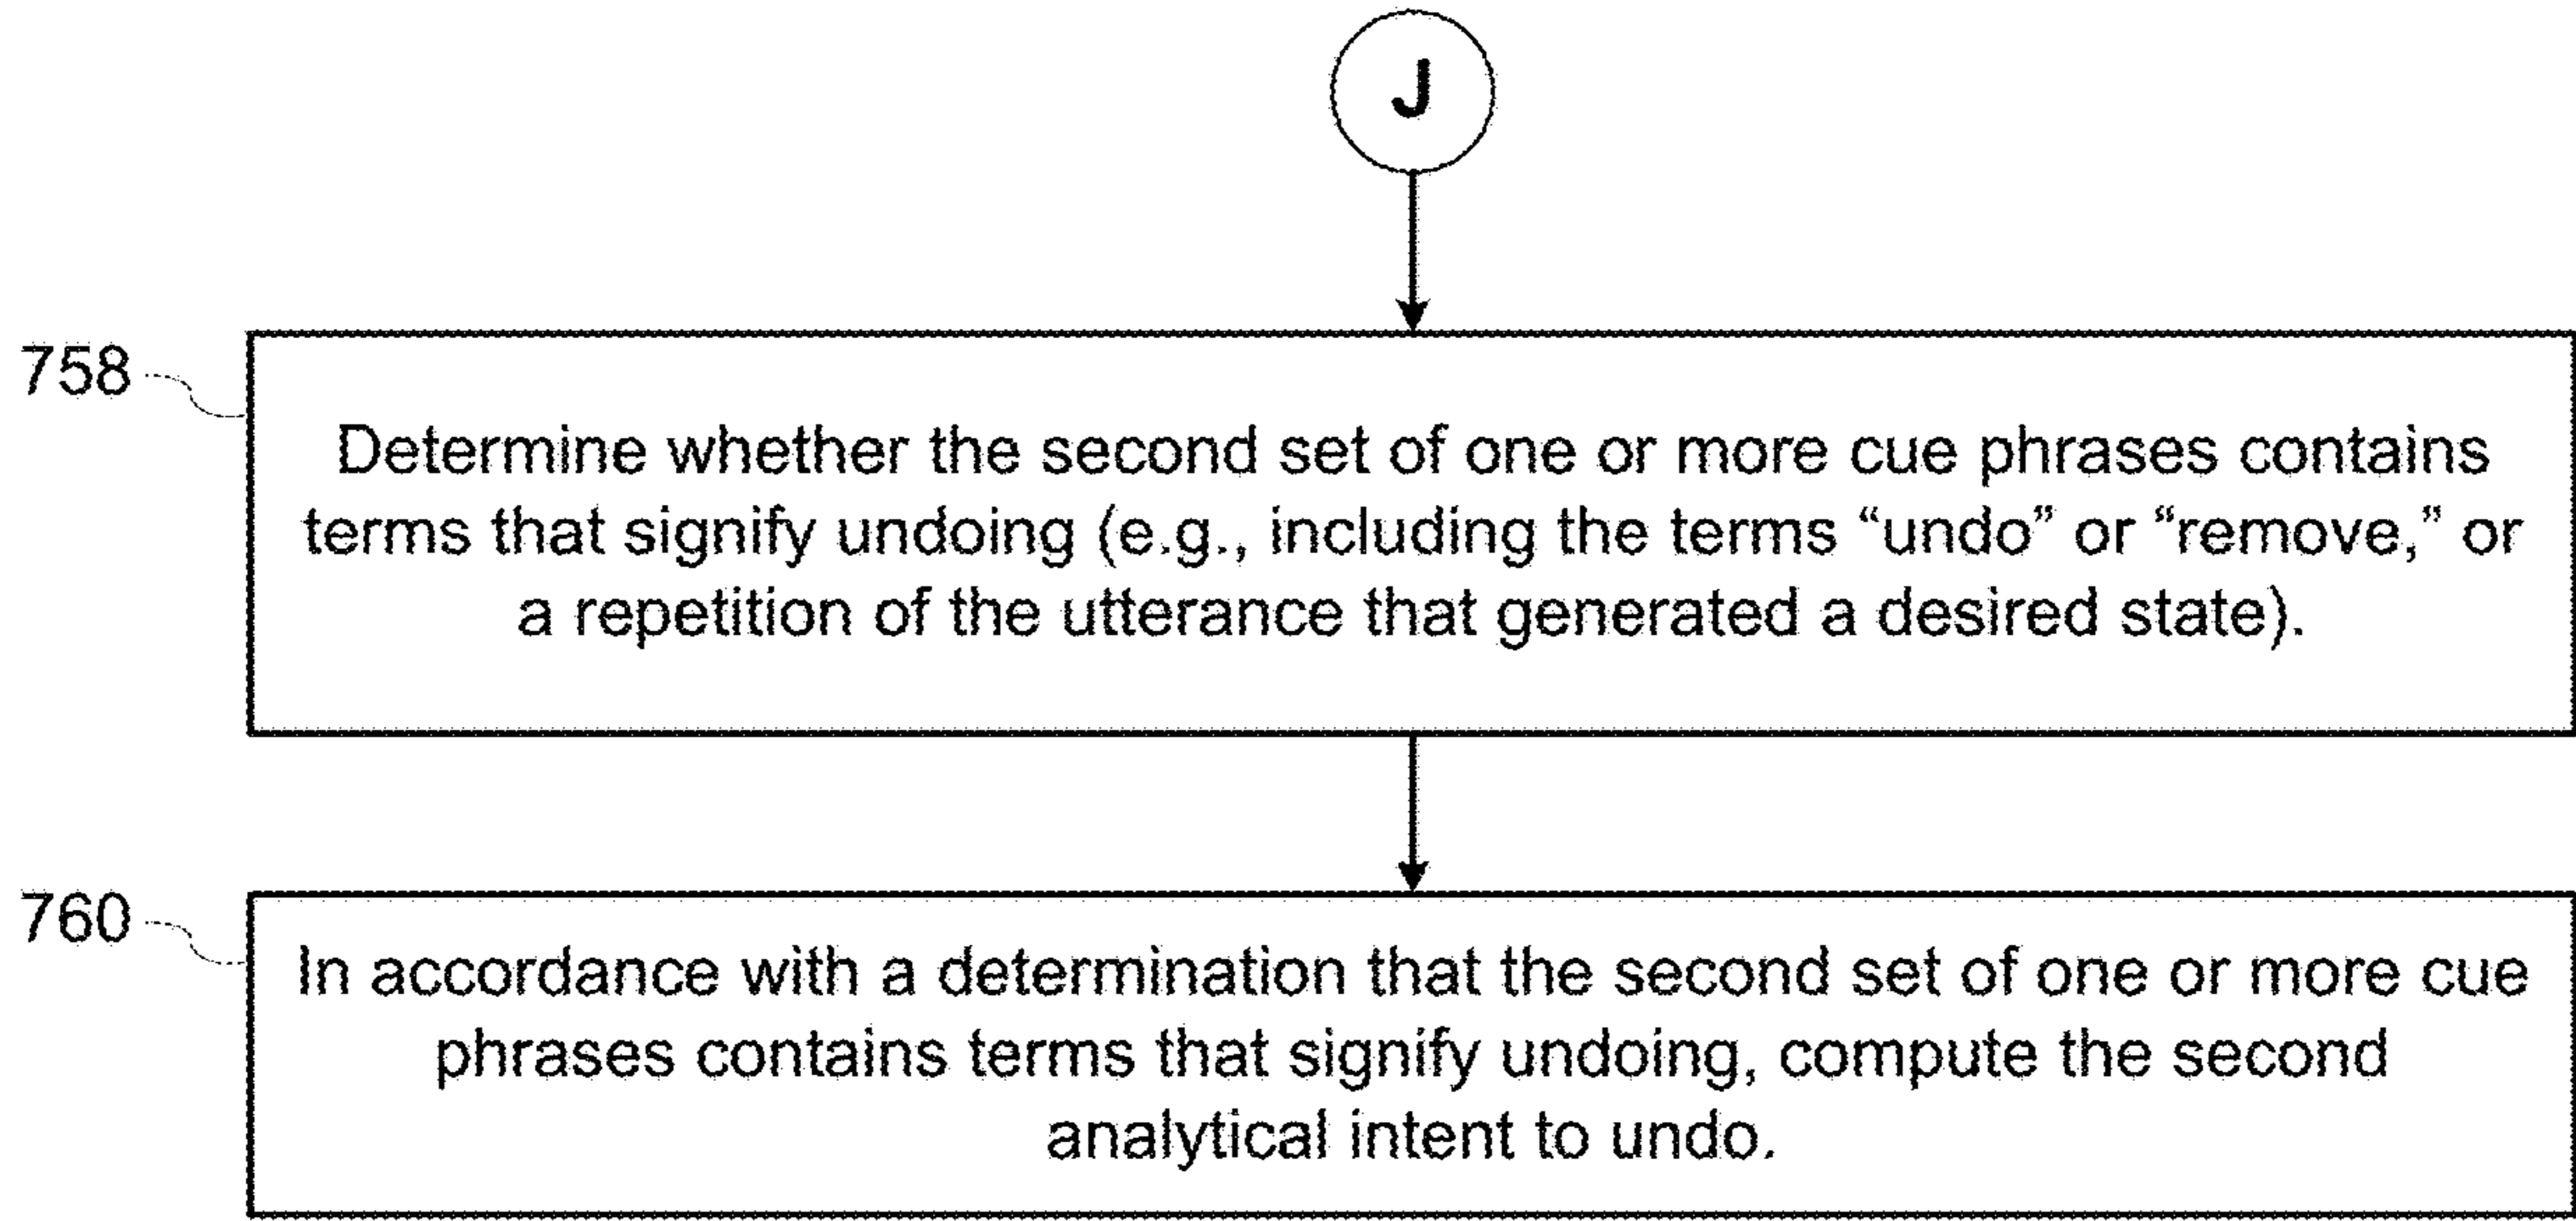 J
758
Determine whether the second set of one or more cue phrases contains
terms that signify undoing (e.g., including the terms “undo” or “remove,” or
a repetition of the utterance that generated a desired state).
760
In accordance with a determination that the second set of one or more cue
phrases contains terms that signify undoing, compute the second
analytical intent to undo.